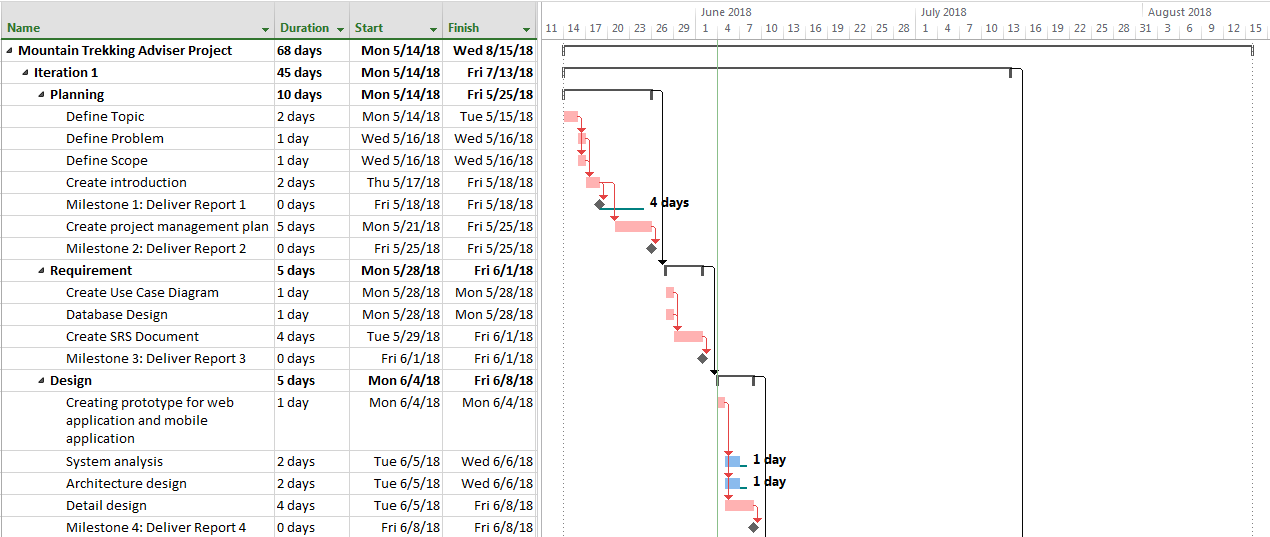 June 2018 July 2018 August 2018
Name Duration Start Finish 11 14 17 20 23 26 29 1 4 7 10 13 16 19 22 25 28 1 4 7 10 13 16 19 22 25 28 31 3 6 9 12 15
Mountain Trekking Adviser Project 68 days Mon 5/14/18 Wed 8/15/18
Iteration 1 45 days Mon 5/14/18 Fri 7/13/18
Planning 10 days Mon 5/14/18 Fri 5/25/18
Define Topic 2 days Mon 5/14/18 Tue 5/15/18
Define Problem 1 day Wed 5/16/18 Wed 5/16/18
Define Scope 1 day Wed 5/16/18 Wed 5/16/18
Create introduction 2 days Thu 5/17/18 Fri 5/18/18
Milestone 1: Deliver Report 1 0 days Fri 5/18/18 Fri 5/18/18 4 days
Create project management plan 5 days Mon 5/21/18 Fri 5/25/18
Milestone 2: Deliver Report 2 0 days Fri 5/25/18 Fri 5/25/18
Requirement 5 days Mon 5/28/18 Fri 6/1/18
Create Use Case Diagram 1 day Mon 5/28/18 Mon 5/28/18
Database Design 1 day Mon 5/28/18 Mon 5/28/18
Create SRS Document 4 days Tue 5/29/18 Fri 6/1/18
Milestone 3: Deliver Report 3 0 days Fri 6/1/18 Fri 6/1/18
Design 5 days Mon 6/4/18 Fri 6/8/18
Creating prototype for web 1 day Mon 6/4/18 Mon 6/4/18
application and mobile
application
System analysis 2 days Tue 6/5/18 Wed 6/6/18 1 day
Architecture design 2 days Tue 6/5/18 Wed 6/6/18 1 day
Detail design 4 days Tue 6/5/18 Fri 6/8/18
Milestone 4: Deliver Report 4 0 days Fri 6/8/18 Fri 6/8/18